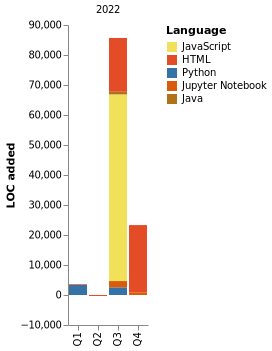 2022
90,000
80,000
70,000
60,000
50,000
40,000
30,000
20,000
10,000
0
−10,000
LOC added
Q1
Q2
Q3
Q4
Language
JavaScript
HTML
Python
Jupyter Notebook
Java